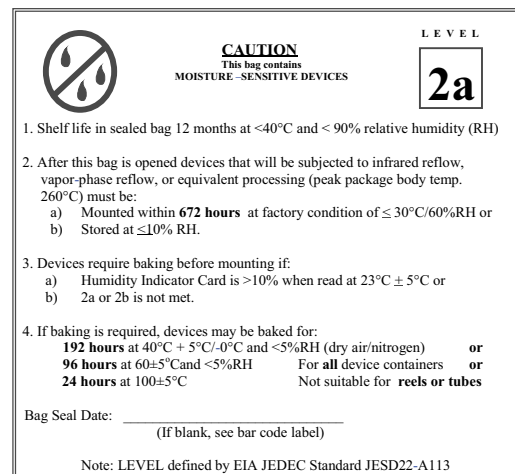 LEVEL
CAUTION
This bag contains
MOISTURE –SENSITIVE DEVICES
2a
1. Shelf life in sealed bag 12 months at <40°C and < 90% relative humidity (RH)
2. After this bag is opened devices that will be subjected to infrared reflow,
vapor-phase reflow, or equivalent processing (peak package body temp.
260°C) must be:
a) Mounted within 672 hours at factory condition of ≤ 30°C/60%RH or
b) Stored at ≤10% RH.
3. Devices require baking before mounting if:
a) Humidity Indicator Card is >10% when read at 23°C ± 5°C or
b) 2a or 2b is not met.
4. If baking is required, devices may be baked for:
192 hours at 40°C + 5°C/-0°C and <5%RH (dry air/nitrogen) or
96 hours at 60±5°Cand <5%RH For all device containers or
24 hours at 100±5°C Not suitable for reels or tubes
Bag Seal Date: ___________________________
(If blank, see bar code label)
Note: LEVEL defined by EIA JEDEC Standard JESD22-A113